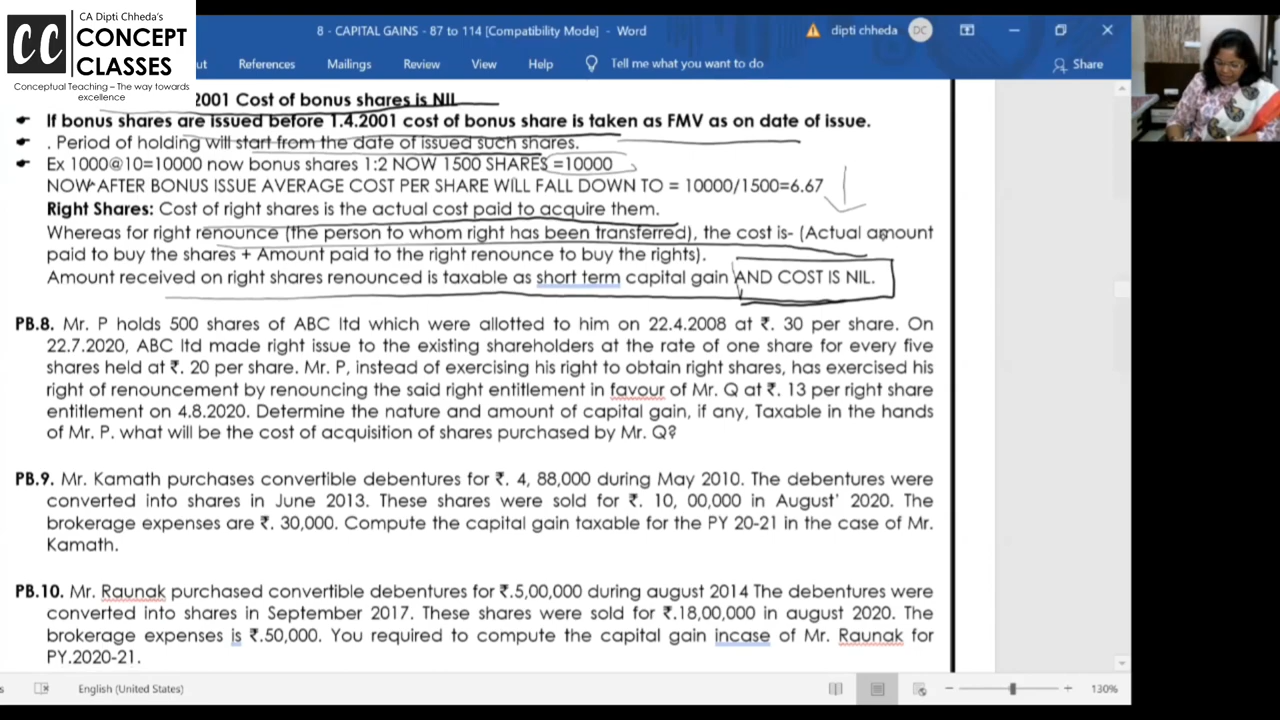 CA Dipti Chheda's
CC CONCEPT
CLASSES
Conceptual Teaching – The way towards
excellence
8 - CAPITAL GAINS - 87 to 114 [Compatibility Mode] - Word
dipti chheda
DC
ut References Mailings Review View Help Tell me what you want to do
Share
2001 Cost of bonus shares is NIL
If bonus shares are issued before 1.4.2001 cost of bonus share is taken as FMV as on date of issue.
. Period of holding will start from the date of issued such shares.
Ex 1000@10=10000 now bonus shares 1:2 NOW 1500 SHARES =10000
NOW AFTER BONUS ISSUE AVERAGE COST PER SHARE WILL FALL DOWN TO = 10000/1500=6.67
Right Shares: Cost of right shares is the actual cost paid to acquire them.
Whereas for right renounce (the person to whom right has been transferred), the cost is- (Actual amount
paid to buy the shares + Amount paid to the right renounce to buy the rights).
Amount received on right shares renounced is taxable as short term capital gain AND COST IS NIL.
PB.8. Mr. P holds 500 shares of ABC ltd which were allotted to him on 22.4.2008 at ₹. 30 per share. On
22.7.2020, ABC ltd made right issue to the existing shareholders at the rate of one share for every five
shares held at ₹. 20 per share. Mr. P, instead of exercising his right to obtain right shares, has exercised his
right of renouncement by renouncing the said right entitlement in favour of Mr. Q at ₹. 13 per right share
entitlement on 4.8.2020. Determine the nature and amount of capital gain, if any, Taxable in the hands
of Mr. P. what will be the cost of acquisition of shares purchased by Mr. Q?
PB.9. Mr. Kamath purchases convertible debentures for ₹. 4, 88,000 during May 2010. The debentures were
converted into shares in June 2013. These shares were sold for ₹. 10, 00,000 in August' 2020. The
brokerage expenses are ₹. 30,000. Compute the capital gain taxable for the PY 20-21 in the case of Mr.
Kamath.
PB.10. Mr. Raunak purchased convertible debentures for ₹.5,00,000 during august 2014 The debentures were
converted into shares in September 2017. These shares were sold for ₹.18,00,000 in august 2020. The
brokerage expenses is ₹.50,000. You required to compute the capital gain incase of Mr. Raunak for
PY.2020-21.
s English (United States)
130%